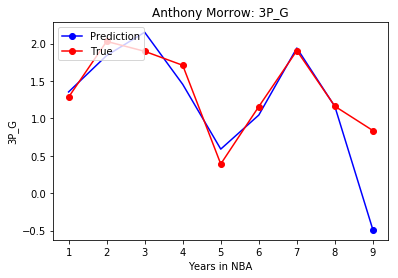 Anthony Morrow: 3P_G
Prediction
True
2.0
1.5
1.0
0.5
0.0
−0.5
3P_G
1 2 3 4 5 6 7 8 9
Years in NBA